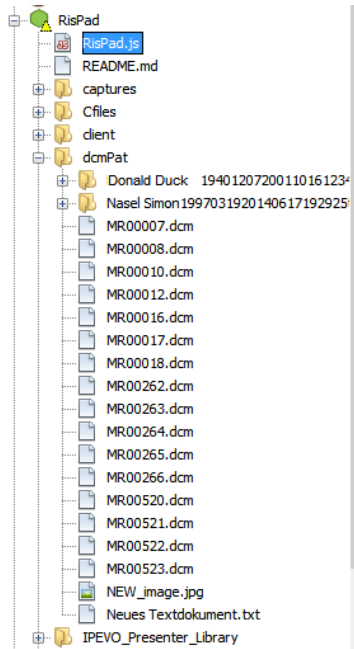 RisPad
RisPad.js
README.md
captures
Cfiles
client
dcmPat
Donald Duck 19401207200110161234
Nasel Simon19970319201406171929259
MR00007.dcm
MR00008.dcm
MR00010.dcm
MR00012.dcm
MR00016.dcm
MR00017.dcm
MR00018.dcm
MR00262.dcm
MR00263.dcm
MR00264.dcm
MR00265.dcm
MR00266.dcm
MR00520.dcm
MR00521.dcm
MR00522.dcm
MR00523.dcm
NEW_image.jpg
Neues Textdokument.txt
IPEVO_Presenter_Library